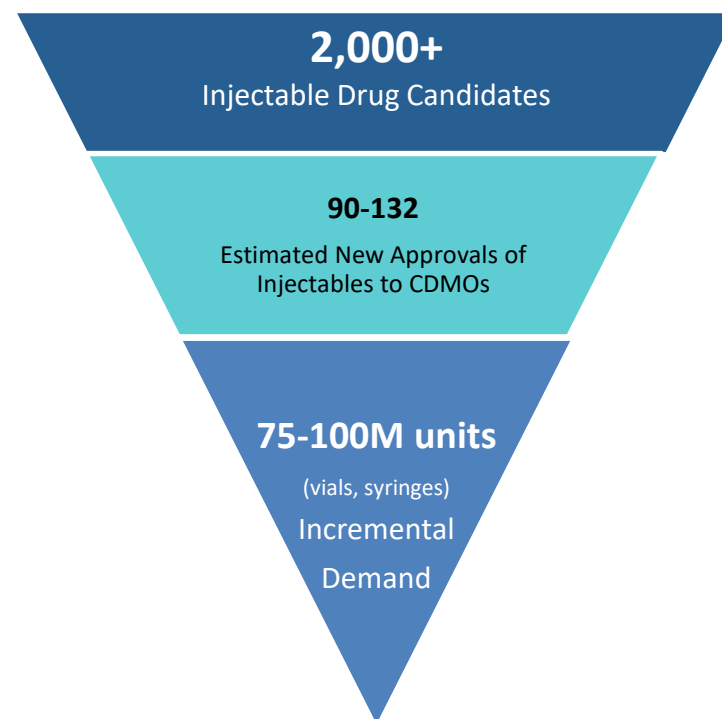 2,000+
Injectable Drug Candidates
90-132
Estimated New Approvals of
Injectables to CDMOs
75-100M units
(vials, syringes)
Incremental
Demand